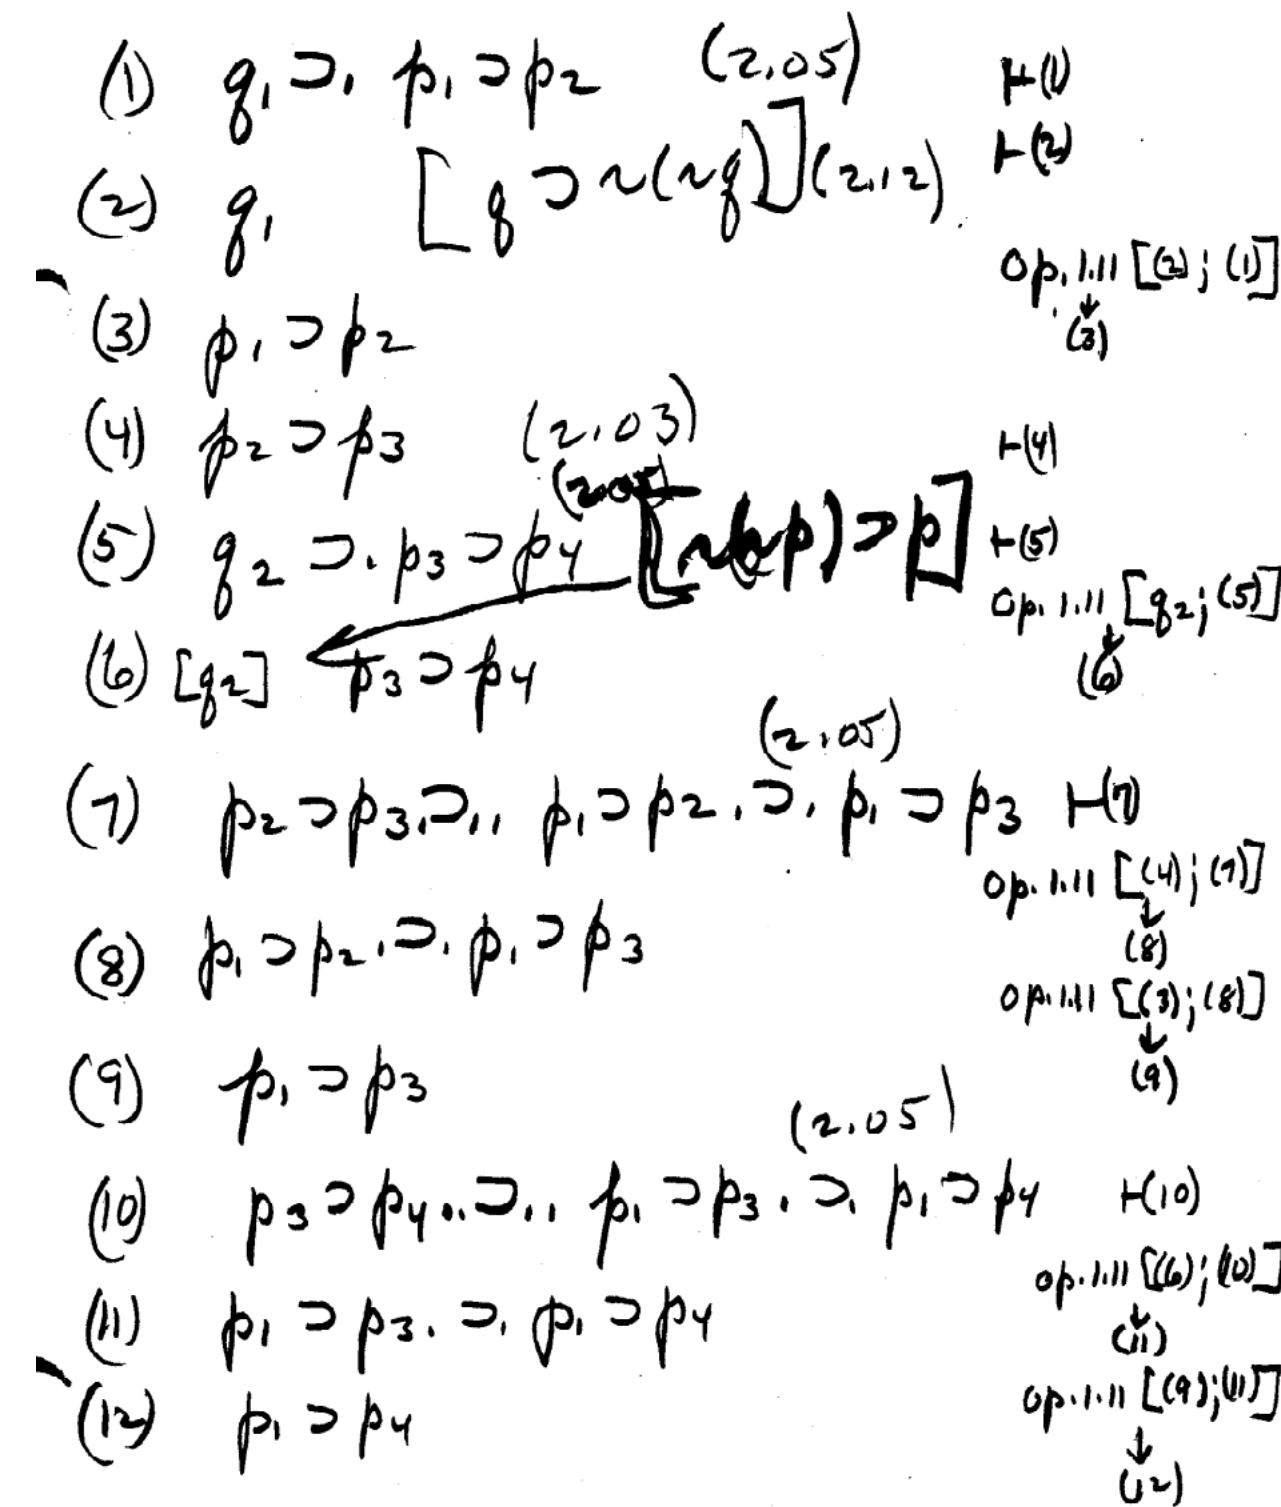 (1) q₁ ⊃. p₁ ⊃ p₂ (2.05) ⊢(1)
(2) q₁ [q ⊃ ~(~q)] (2.12) ⊢(2)
Op. 1.11 [(2); (1)]
↓
(3)
(3) p₁ ⊃ p₂
(4) p₂ ⊃ p₃ (2.03) ⊢(4)
(5) q₂ ⊃. p₃ ⊃ p₄ [~(~p) ⊃ p] ⊢(5)
Op. 1.11 [q₂; (5)]
↓
(6)
(6) [q₂] p₃ ⊃ p₄
(2.05)
(7) p₂ ⊃ p₃.⊃.. p₁ ⊃ p₂.⊃. p₁ ⊃ p₃ ⊢(7)
Op. 1.11 [(4); (7)]
↓
(8)
(8) p₁ ⊃ p₂.⊃. p₁ ⊃ p₃
Op. 1.11 [(3); (8)]
↓
(9)
(9) p₁ ⊃ p₃
(2.05)
(10) p₃ ⊃ p₄..⊃.. p₁ ⊃ p₃.⊃. p₁ ⊃ p₄ ⊢(10)
Op. 1.11 [(6); (10)]
↓
(11)
(11) p₁ ⊃ p₃.⊃. p₁ ⊃ p₄
Op. 1.11 [(9); (11)]
↓
(12)
(12) p₁ ⊃ p₄